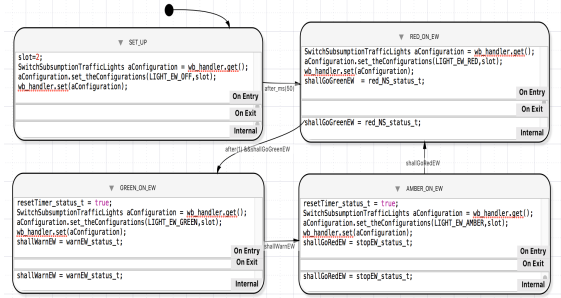 SET_UP
slot=2;
SwitchSubsumptionTrafficLights aConfiguration = wb_handler.get();
aConfiguration.set_theConfigurations(LIGHT_EW_OFF,slot);
wb_handler.set(aConfiguration);
On Entry
On Exit
Internal
after_ms(50)
RED_ON_EW
SwitchSubsumptionTrafficLights aConfiguration = wb_handler.get();
aConfiguration.set_theConfigurations(LIGHT_EW_RED,slot);
wb_handler.set(aConfiguration);
shallGoGreenEW = red_NS_status_t;
On Entry
On Exit
shallGoGreenEW = red_NS_status_t;
Internal
after(1) &&shallGoGreenEW
shallGoRedEW
GREEN_ON_EW
resetTimer_status_t = true;
SwitchSubsumptionTrafficLights aConfiguration = wb_handler.get();
aConfiguration.set_theConfigurations(LIGHT_EW_GREEN,slot);
wb_handler.set(aConfiguration);
shallWarnEW = warnEW_status_t;
On Entry
On Exit
shallWarnEW = warnEW_status_t;
Internal
shallWarnEW
AMBER_ON_EW
resetTimer_status_t = true;
SwitchSubsumptionTrafficLights aConfiguration = wb_handler.get();
aConfiguration.set_theConfigurations(LIGHT_EW_AMBER,slot);
wb_handler.set(aConfiguration);
shallGoRedEW = stopEW_status_t;
On Entry
On Exit
shallGoRedEW = stopEW_status_t;
Internal